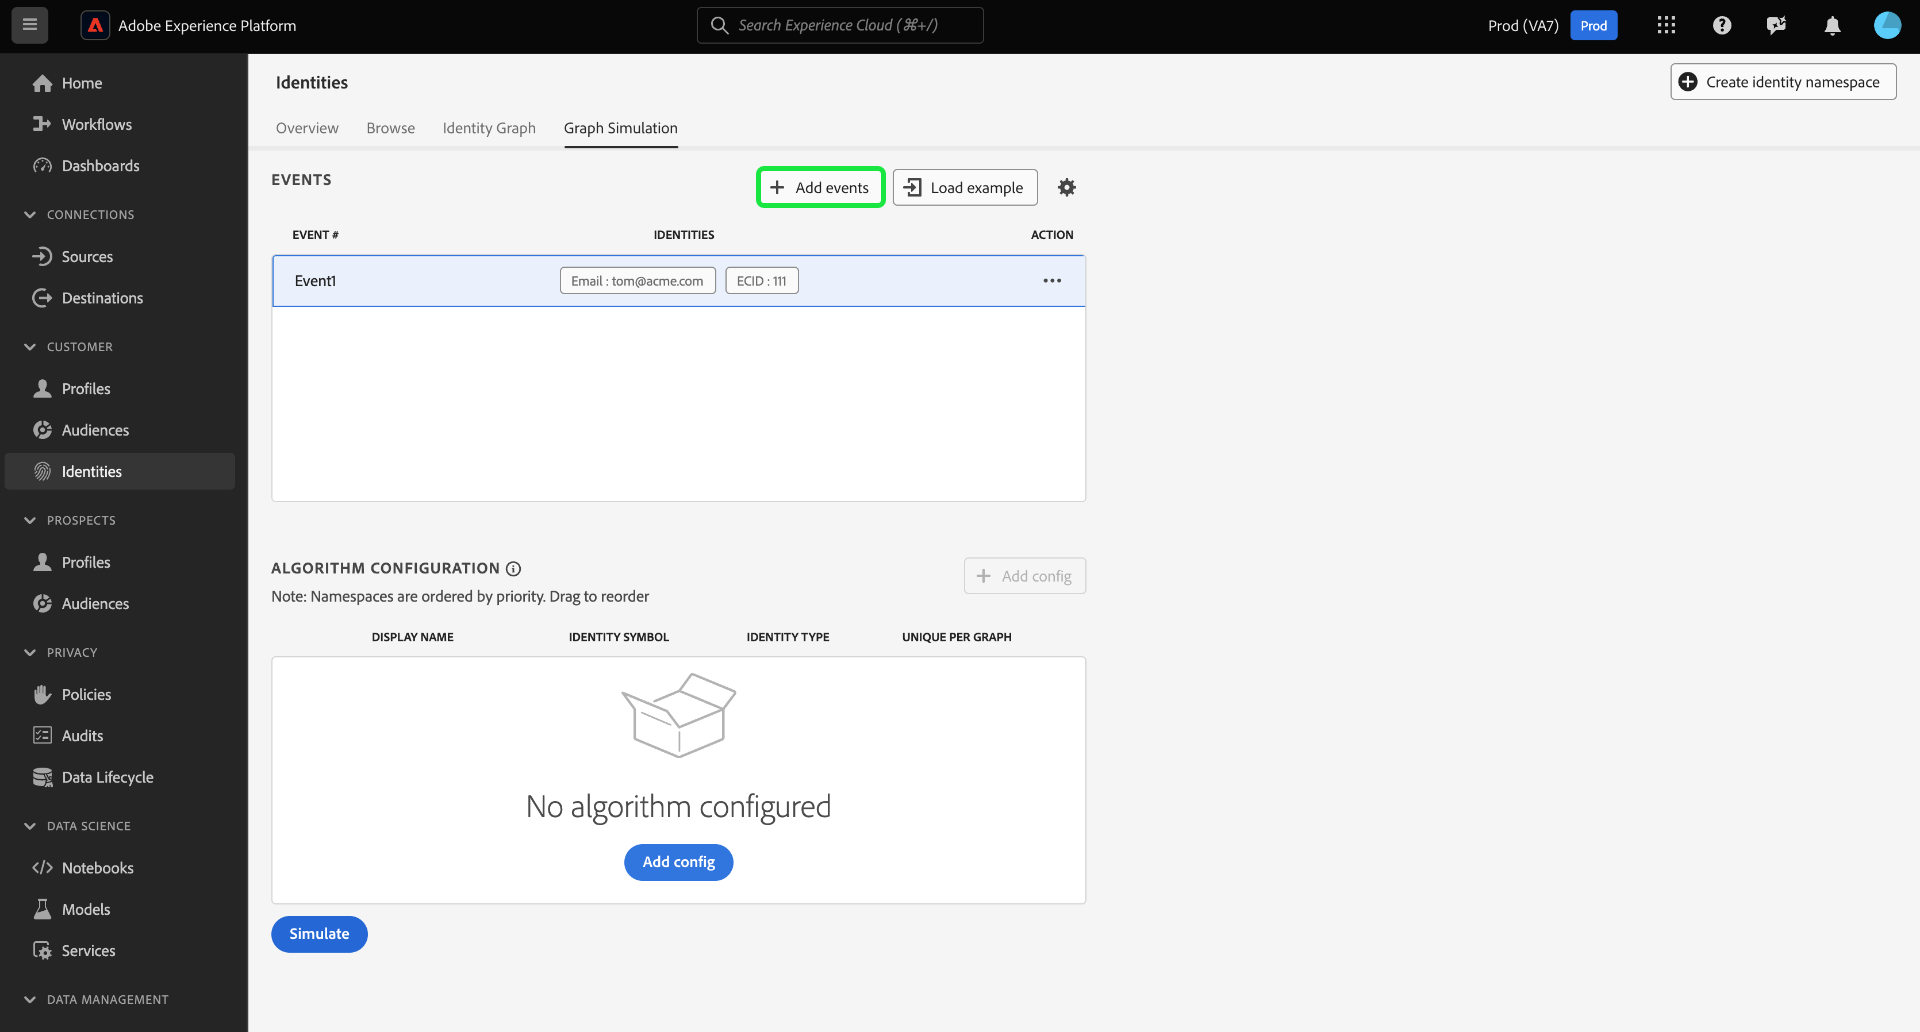 Adobe Experience Platform
Search Experience Cloud (⌘+/)
Prod (VA7)
Prod
Home
Workflows
Dashboards
CONNECTIONS
Sources
Destinations
CUSTOMER
Profiles
Audiences
Identities
PROSPECTS
Profiles
Audiences
PRIVACY
Policies
Audits
Data Lifecycle
DATA SCIENCE
Notebooks
Models
Services
DATA MANAGEMENT
Identities
Create identity namespace
Overview Browse Identity Graph Graph Simulation
EVENTS
Add events
Load example
EVENT # IDENTITIES ACTION
Event1 Email : tom@acme.com ECID : 111
ALGORITHM CONFIGURATION
Add config
Note: Namespaces are ordered by priority. Drag to reorder
DISPLAY NAME IDENTITY SYMBOL IDENTITY TYPE UNIQUE PER GRAPH
No algorithm configured
Add config
Simulate